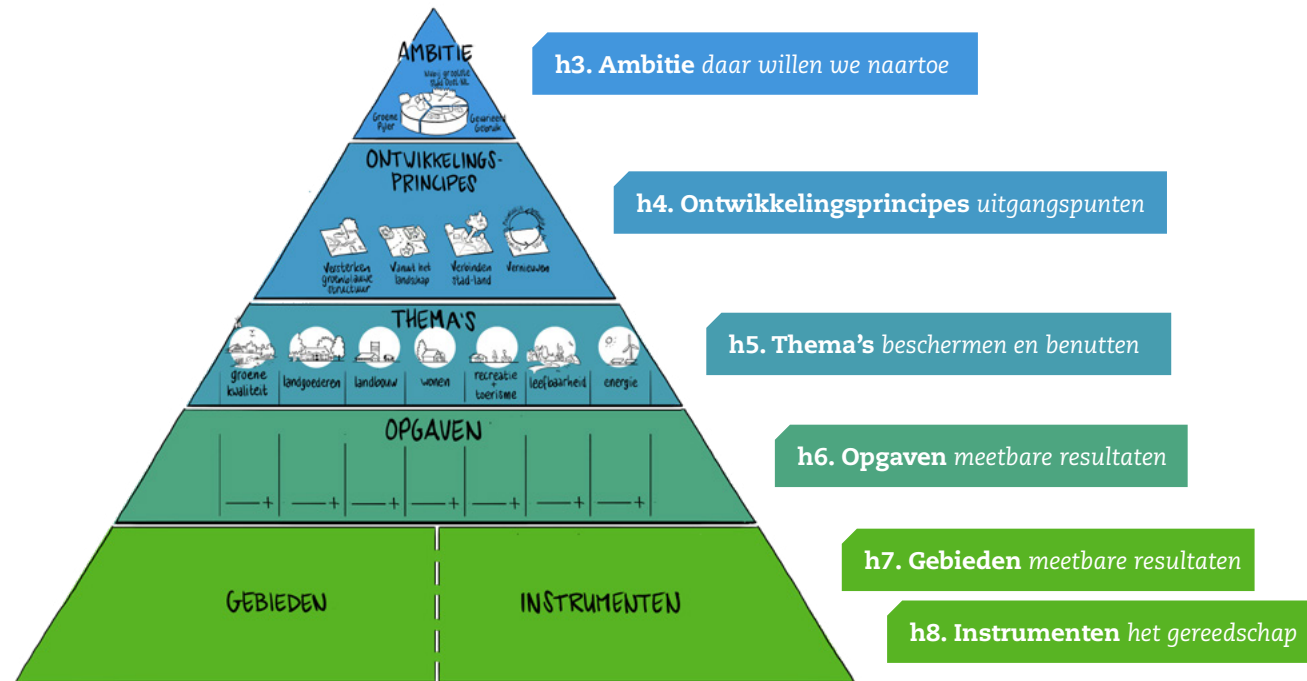 AMBITIE
Groene
Pijler
Gevarieerd
Gebruik
h3. Ambitie daar willen we naartoe
ONTWIKKELINGS-
PRINCIPES
Versterken
groenblauwe
structuur
Vanuit het
landschap
Verbinden
stad-land
Vernieuwen
h4. Ontwikkelingsprincipes uitgangspunten
THEMA'S
groene
kwaliteit
landgoederen
landbouw
wonen
recreatie
+
toerisme
leefbaarheid
energie
h5. Thema's beschermen en benutten
OPGAVEN
+ + + + + + +
h6. Opgaven meetbare resultaten
GEBIEDEN
INSTRUMENTEN
h7. Gebieden meetbare resultaten
h8. Instrumenten het gereedschap